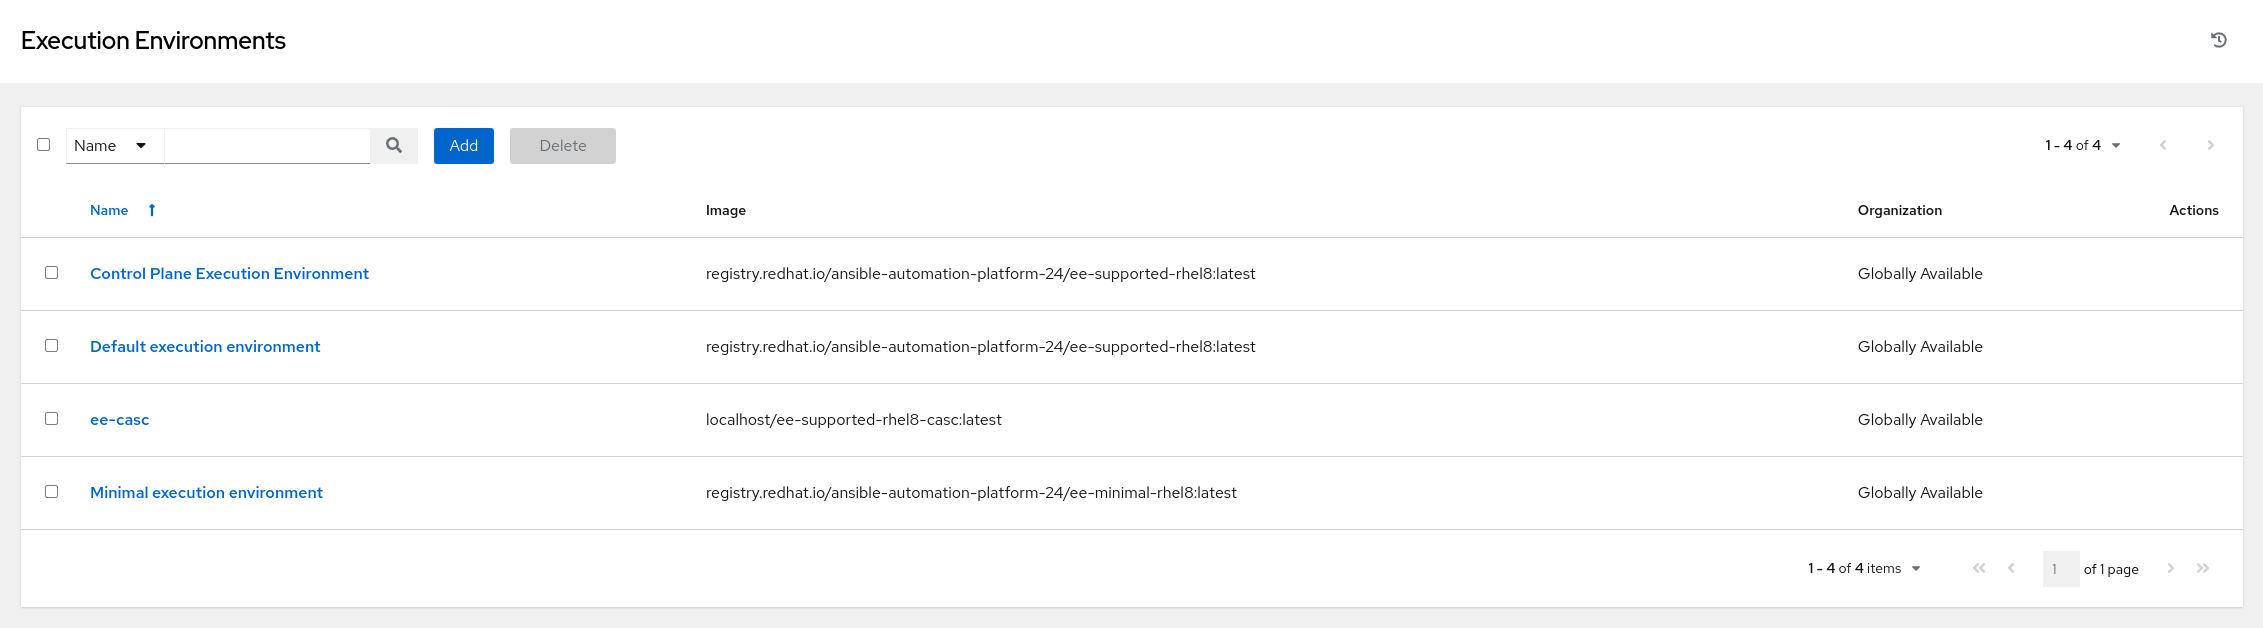 Execution Environments
Name Add Delete 1 - 4 of 4
Name Image Organization Actions
Control Plane Execution Environment registry.redhat.io/ansible-automation-platform-24/ee-supported-rhel8:latest Globally Available
Default execution environment registry.redhat.io/ansible-automation-platform-24/ee-supported-rhel8:latest Globally Available
ee-casc localhost/ee-supported-rhel8-casc:latest Globally Available
Minimal execution environment registry.redhat.io/ansible-automation-platform-24/ee-minimal-rhel8:latest Globally Available
1 - 4 of 4 items 1 of 1 page